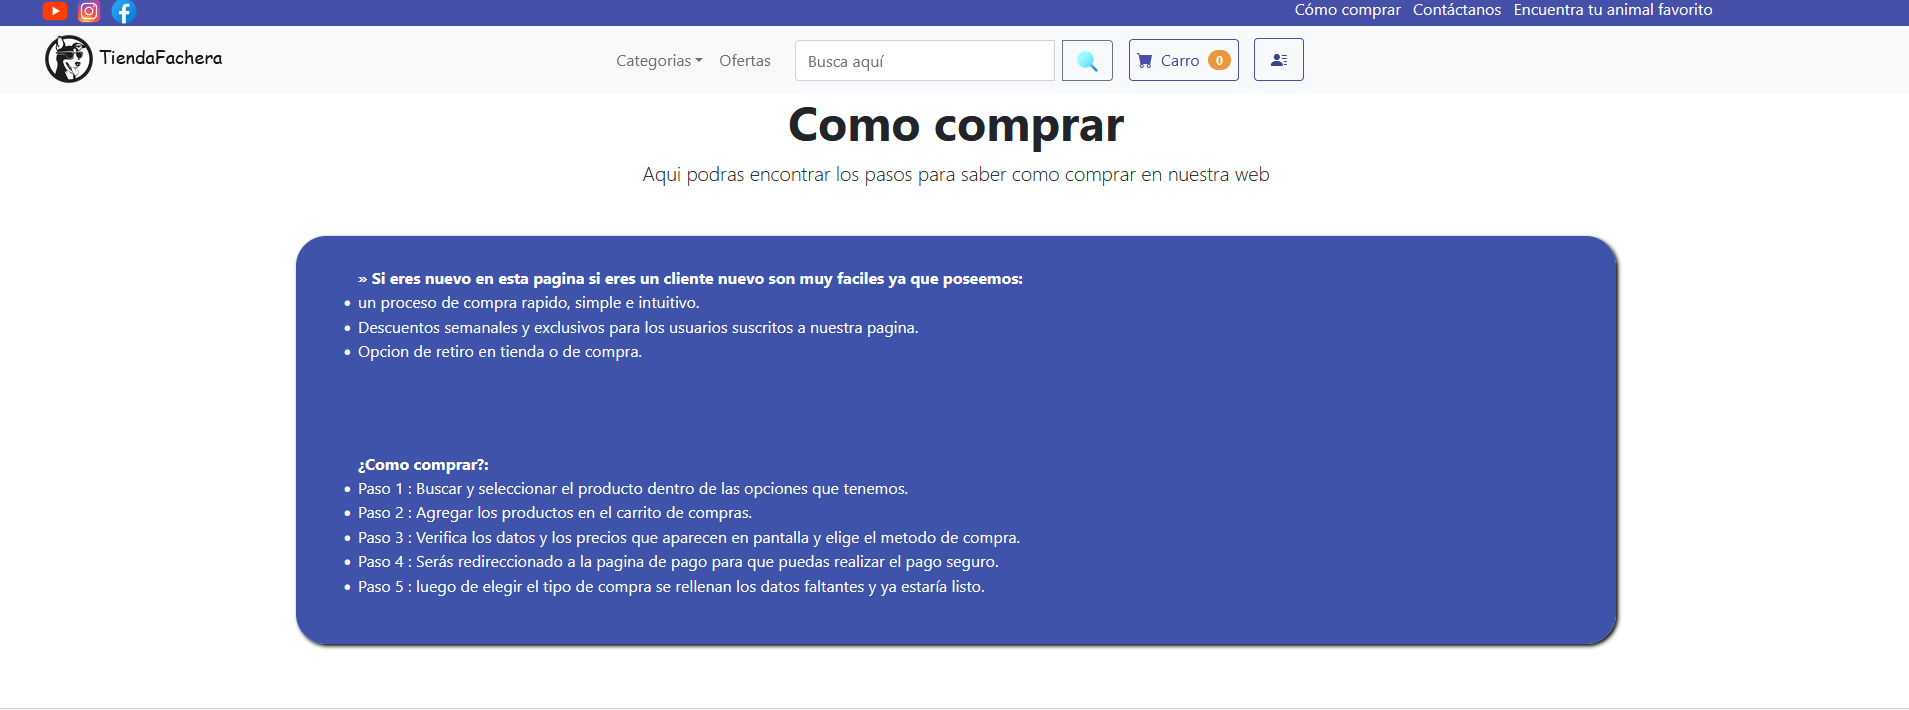 Cómo comprar Contáctanos Encuentra tu animal favorito
TiendaFachera Categorias Ofertas Busca aquí Carro 0
Como comprar
Aqui podras encontrar los pasos para saber como comprar en nuestra web
» Si eres nuevo en esta pagina si eres un cliente nuevo son muy faciles ya que poseemos:
• un proceso de compra rapido, simple e intuitivo.
• Descuentos semanales y exclusivos para los usuarios suscritos a nuestra pagina.
• Opcion de retiro en tienda o de compra.
¿Como comprar?:
• Paso 1 : Buscar y seleccionar el producto dentro de las opciones que tenemos.
• Paso 2 : Agregar los productos en el carrito de compras.
• Paso 3 : Verifica los datos y los precios que aparecen en pantalla y elige el metodo de compra.
• Paso 4 : Serás redireccionado a la pagina de pago para que puedas realizar el pago seguro.
• Paso 5 : luego de elegir el tipo de compra se rellenan los datos faltantes y ya estaría listo.